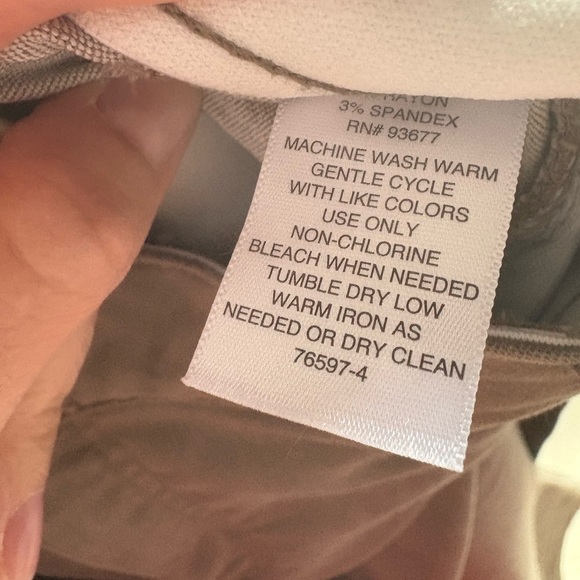 RAYON
3% SPANDEX
RN# 93677
MACHINE WASH WARM
GENTLE CYCLE
WITH LIKE COLORS
USE ONLY
NON-CHLORINE
BLEACH WHEN NEEDED
TUMBLE DRY LOW
WARM IRON AS
NEEDED OR DRY CLEAN
76597-4